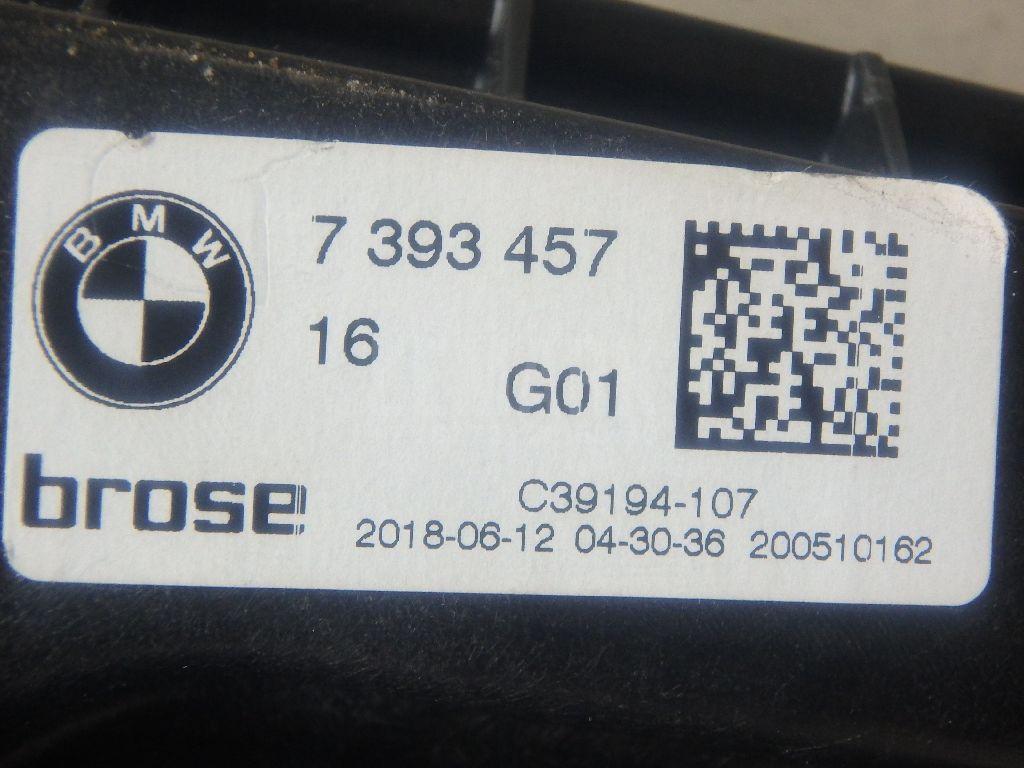 BMW
7 393 457
16
G01
brose
C39194-107
2018-06-12 04-30-36 200510162